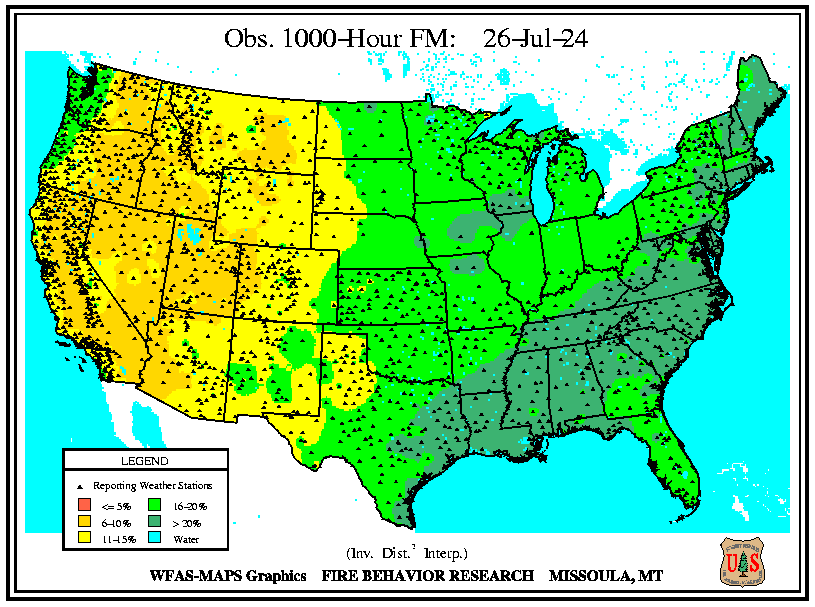 Obs. 1000-Hour FM: 26-Jul-24
LEGEND
Reporting Weather Stations
<= 5% 16-20%
6-10% > 20%
11-15% Water
(Inv. Dist.² Interp.)
WFAS-MAPS Graphics FIRE BEHAVIOR RESEARCH MISSOULA, MT
U S